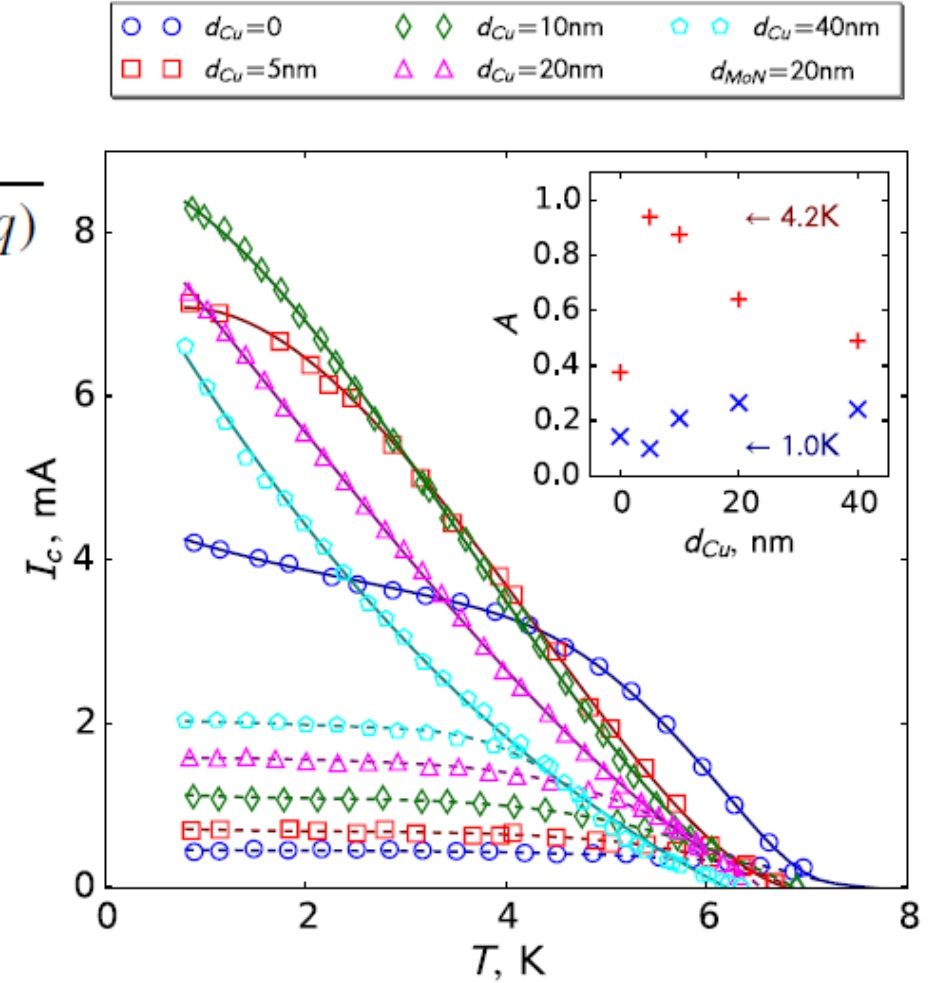 d_Cu=0 d_Cu=10nm d_Cu=40nm
d_Cu=5nm d_Cu=20nm d_MoN=20nm
q)
I_c, mA
8
6
4
2
0
0 2 4 6 8
T, K
A
1.0
0.8
0.6
0.4
0.2
0.0
← 4.2K
← 1.0K
0 20 40
d_Cu, nm